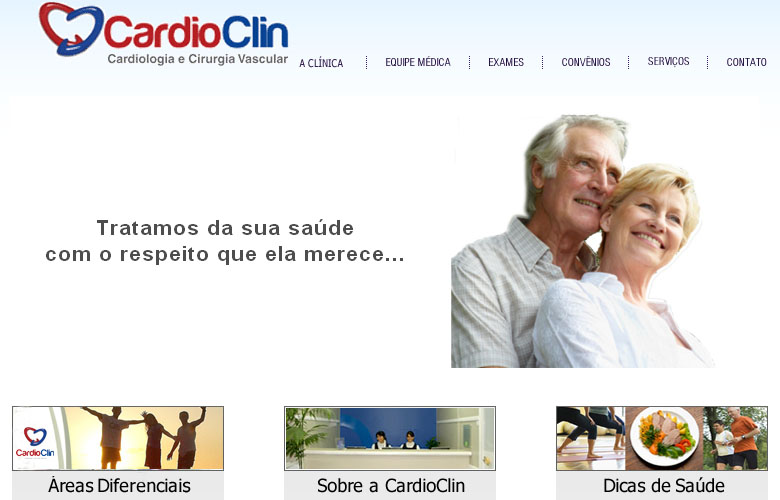 CardioClin
Cardiologia e Cirurgia Vascular
A CLÍNICA
EQUIPE MÉDICA
EXAMES
CONVÊNIOS
SERVIÇOS
CONTATO
Tratamos da sua saúde
com o respeito que ela merece...
CardioClin
Àreas Diferenciais
Sobre a CardioClin
Dicas de Saúde